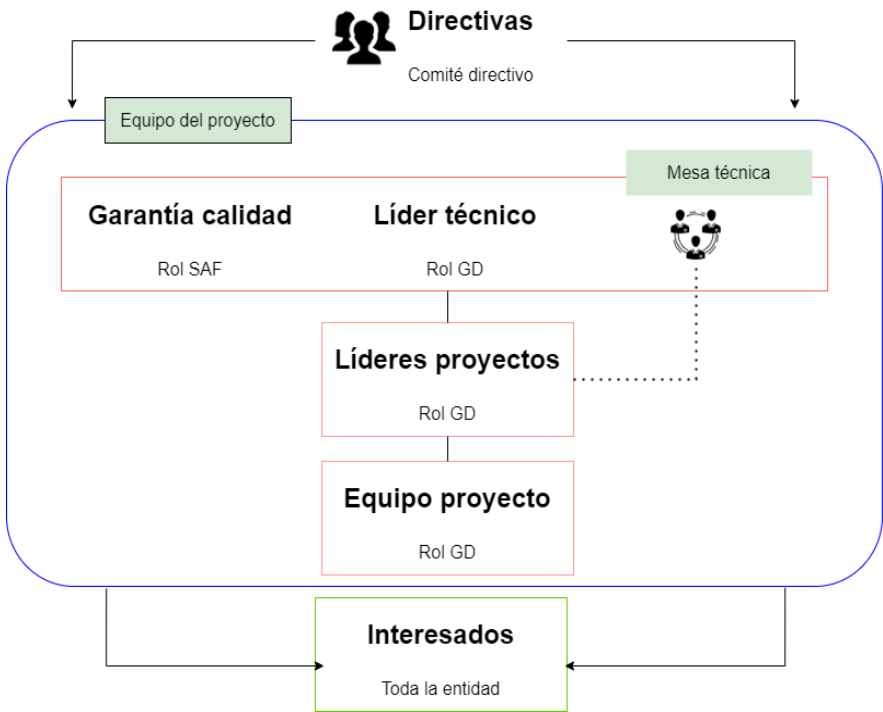 Directivas
Comité directivo
Equipo del proyecto
Mesa técnica
Garantía calidad
Líder técnico
Rol SAF
Rol GD
Líderes proyectos
Rol GD
Equipo proyecto
Rol GD
Interesados
Toda la entidad